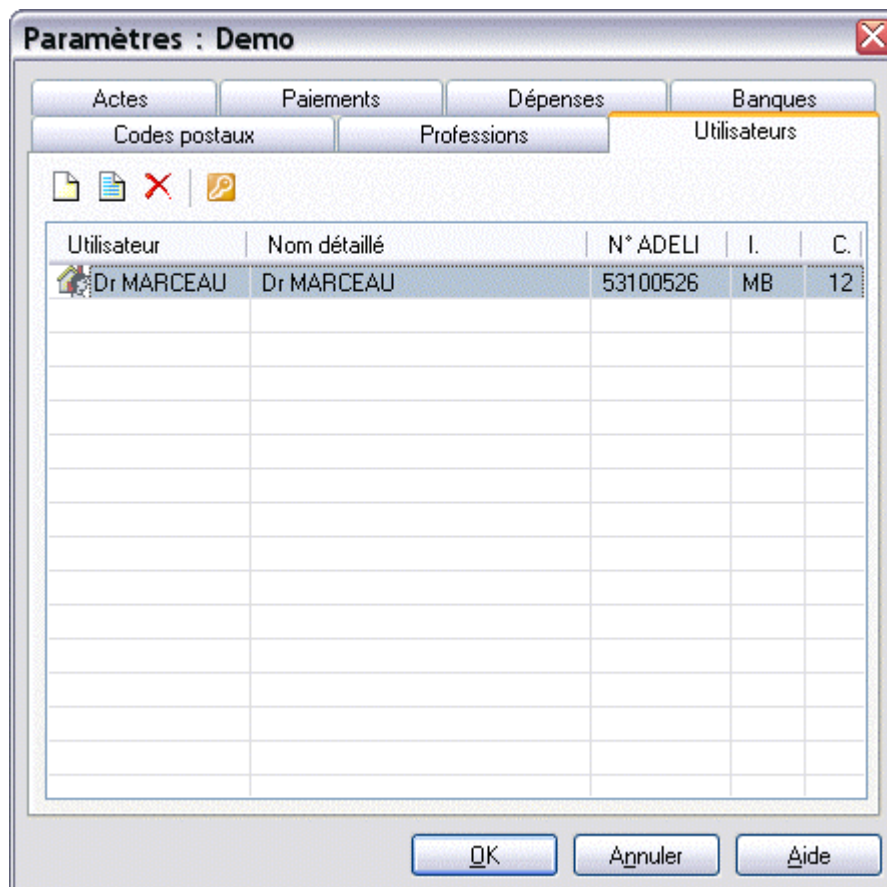 Paramètres : Demo
Actes Paiements Dépenses Banques
Codes postaux Professions Utilisateurs
Utilisateur Nom détaillé N° ADELI I. C.
Dr MARCEAU Dr MARCEAU 53100526 MB 12
OK Annuler Aide